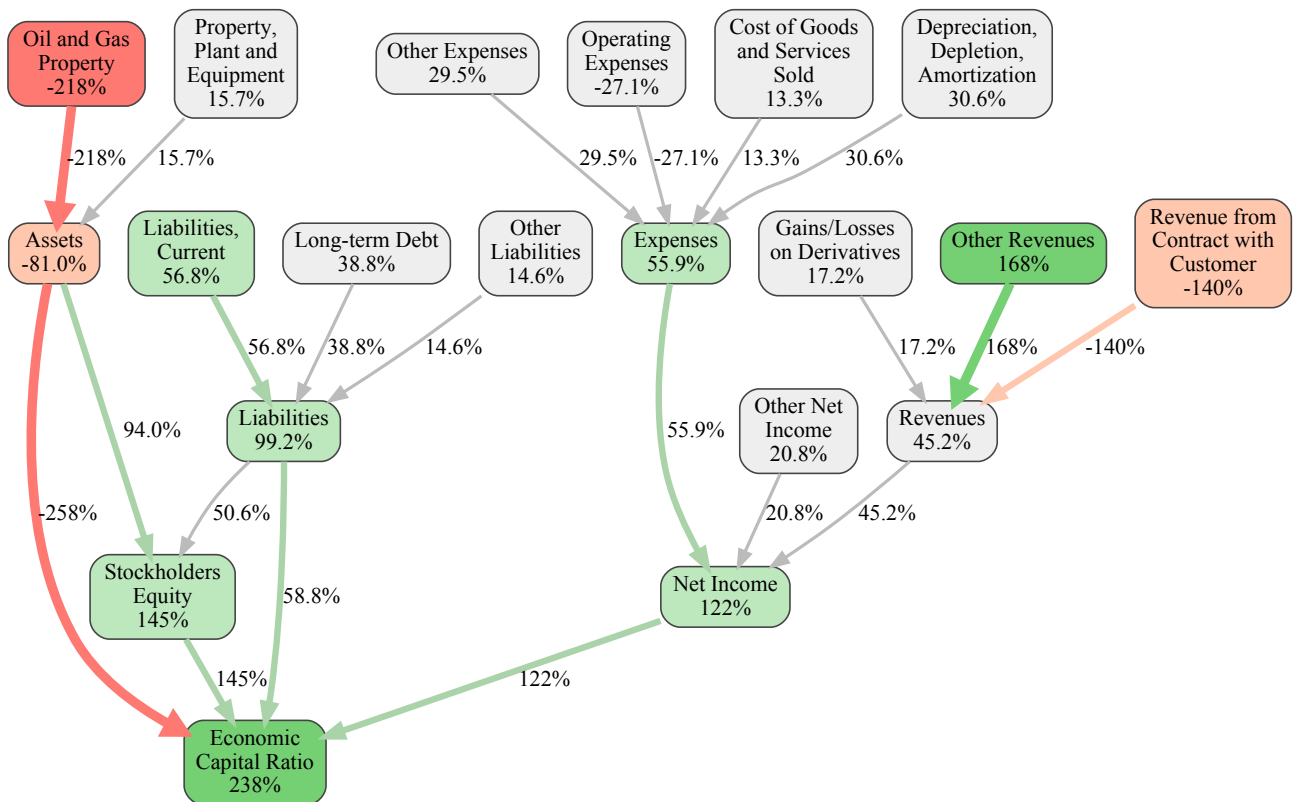 Oil and Gas
Property
-218%
Property,
Plant and
Equipment
15.7%
Other Expenses
29.5%
Operating
Expenses
-27.1%
Cost of Goods
and Services
Sold
13.3%
Depreciation,
Depletion,
Amortization
30.6%
-218%
15.7%
29.5%
-27.1%
13.3%
30.6%
Assets
-81.0%
Liabilities,
Current
56.8%
Long-term Debt
38.8%
Other
Liabilities
14.6%
Expenses
55.9%
Gains/Losses
on Derivatives
17.2%
Other Revenues
168%
Revenue from
Contract with
Customer
-140%
56.8%
38.8%
14.6%
17.2%
168%
-140%
94.0%
Liabilities
99.2%
55.9%
Other Net
Income
20.8%
Revenues
45.2%
-258%
50.6%
20.8%
45.2%
Stockholders
Equity
145%
58.8%
Net Income
122%
145%
122%
Economic
Capital Ratio
238%